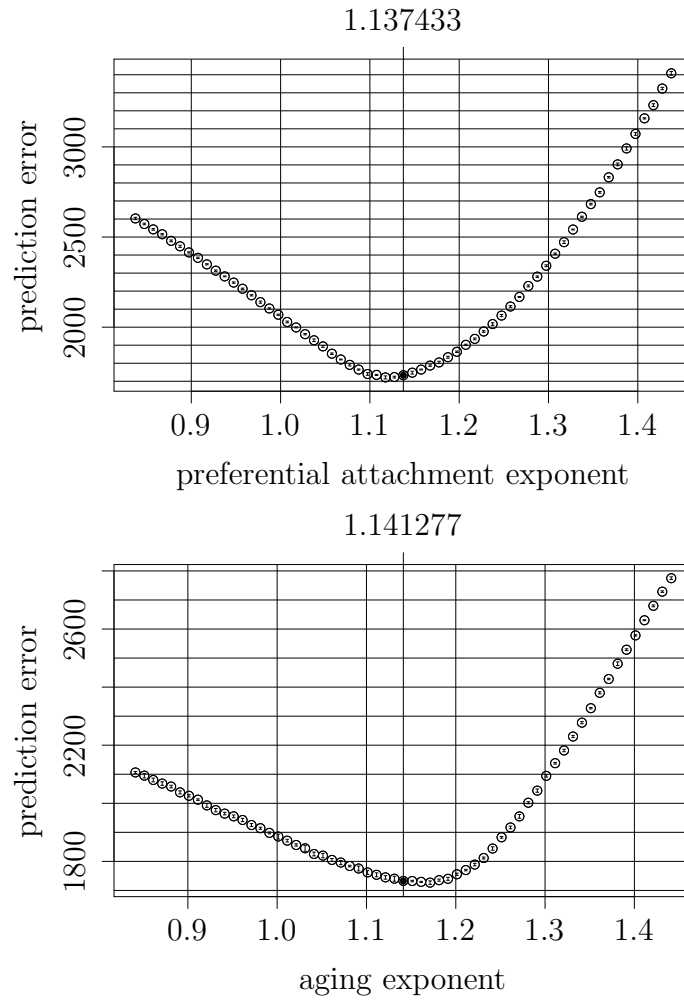 1.137433
prediction error
3000
2500
2000
0.9 1.0 1.1 1.2 1.3 1.4
preferential attachment exponent
1.141277
prediction error
2600
2200
1800
0.9 1.0 1.1 1.2 1.3 1.4
aging exponent